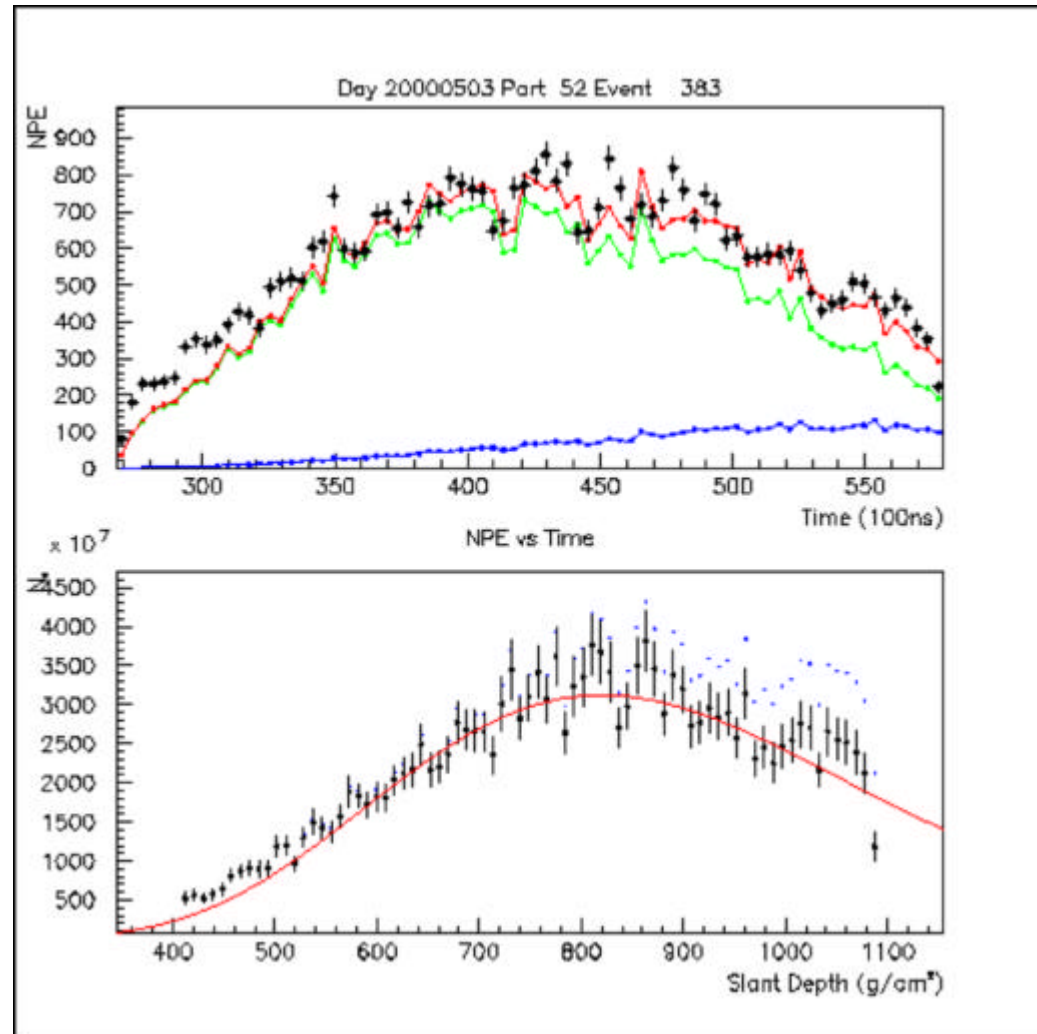 Day 20000503 Part 52 Event 383
NPE
900
800
700
600
500
400
300
200
100
0
300 350 400 450 500 550
Time (100ns)
NPE vs Time
× 10⁷
4500
4000
3500
3000
2500
2000
1500
1000
500
400 500 600 700 800 900 1000 1100
Slant Depth (g/cm²)